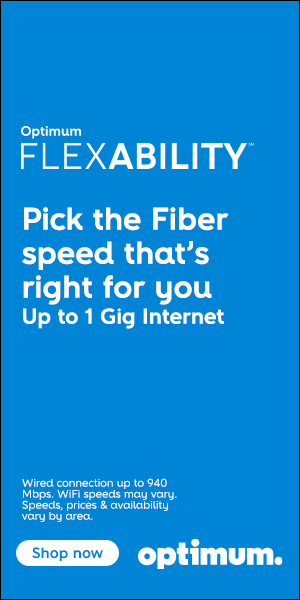 Optimum
FLEXABILITY℠
Pick the Fiber
speed that's
right for you
Up to 1 Gig Internet
Wired connection up to 940
Mbps. WiFi speeds may vary.
Speeds, prices & availability
vary by area.
Shop now
optimum.